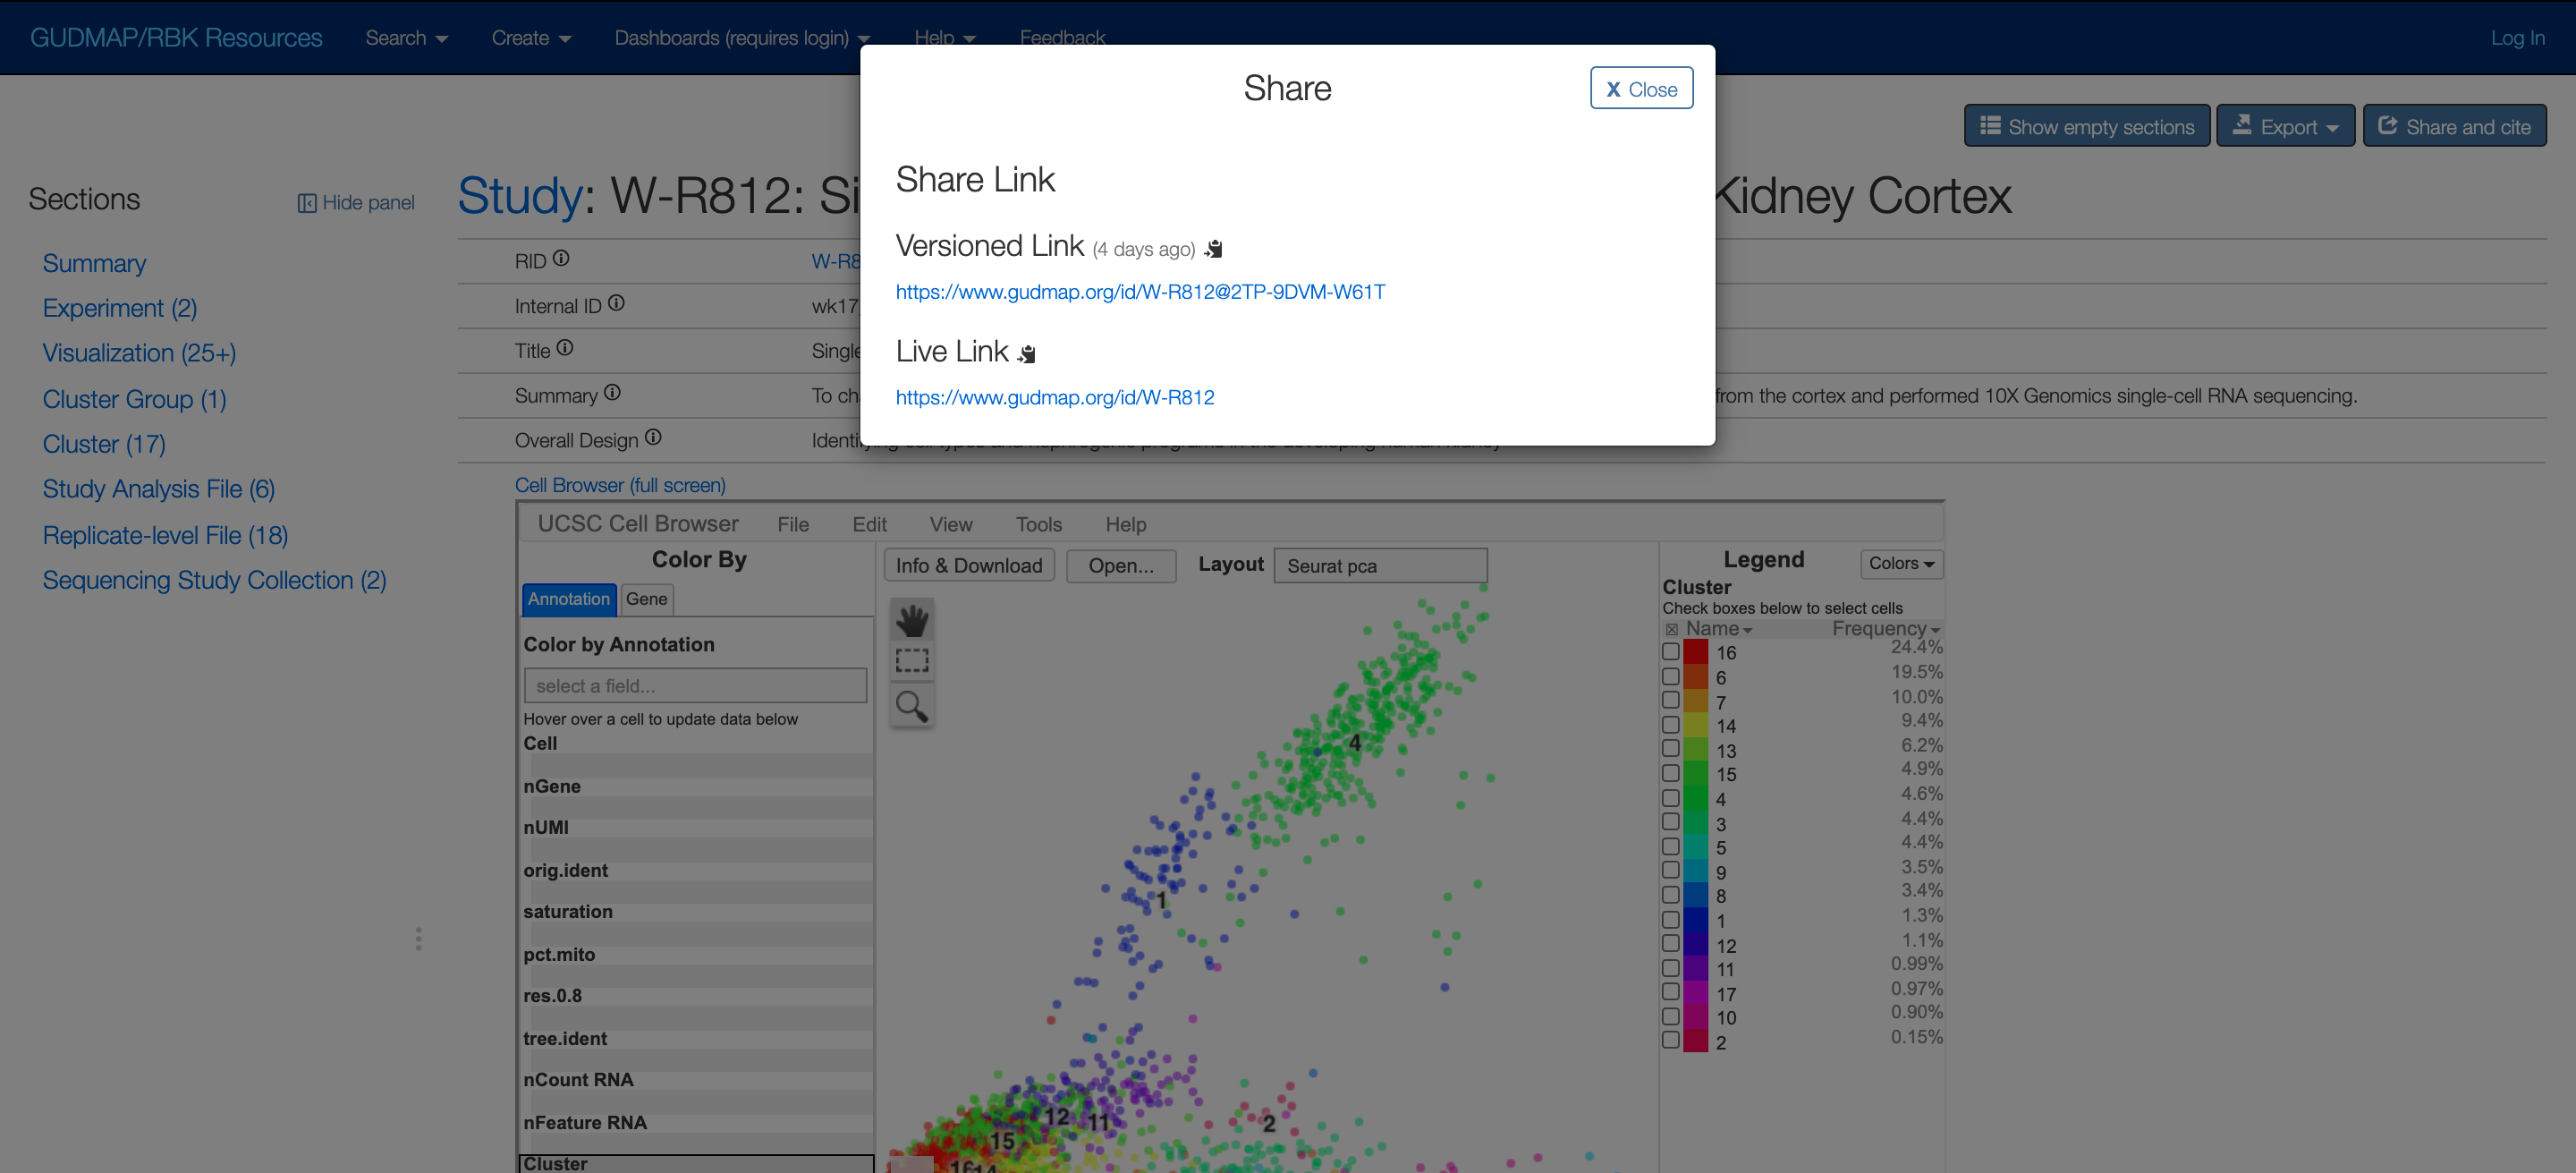 GUDMAP/RBK Resources Search Create Dashboards (requires login) Help Feedback Log In
Share
X Close
Show empty sections Export Share and cite
Share Link
Versioned Link (4 days ago)
https://www.gudmap.org/id/W-R812@2TP-9DVM-W61T
Live Link
https://www.gudmap.org/id/W-R812
Sections
Hide panel
Summary
Experiment (2)
Visualization (25+)
Cluster Group (1)
Cluster (17)
Study Analysis File (6)
Replicate-level File (18)
Sequencing Study Collection (2)
Study: W-R812: Si Kidney Cortex
RID W-R8
Internal ID wk17
Title Single
Summary To ch from the cortex and performed 10X Genomics single-cell RNA sequencing.
Overall Design
Cell Browser (full screen)
UCSC Cell Browser File Edit View Tools Help
Color By
Annotation Gene
Color by Annotation
select a field...
Hover over a cell to update data below
Cell
nGene
nUMI
orig.ident
saturation
pct.mito
res.0.8
tree.ident
nCount RNA
nFeature RNA
Cluster
Info & Download Open... Layout Seurat pca
4
1
12
11
2
15
16
14
Legend
Colors
Cluster
Check boxes below to select cells
Name Frequency
16 24.4%
6 19.5%
7 10.0%
14 9.4%
13 6.2%
15 4.9%
4 4.6%
3 4.4%
5 4.4%
9 3.5%
8 3.4%
1 1.3%
12 1.1%
11 0.99%
17 0.97%
10 0.90%
2 0.15%